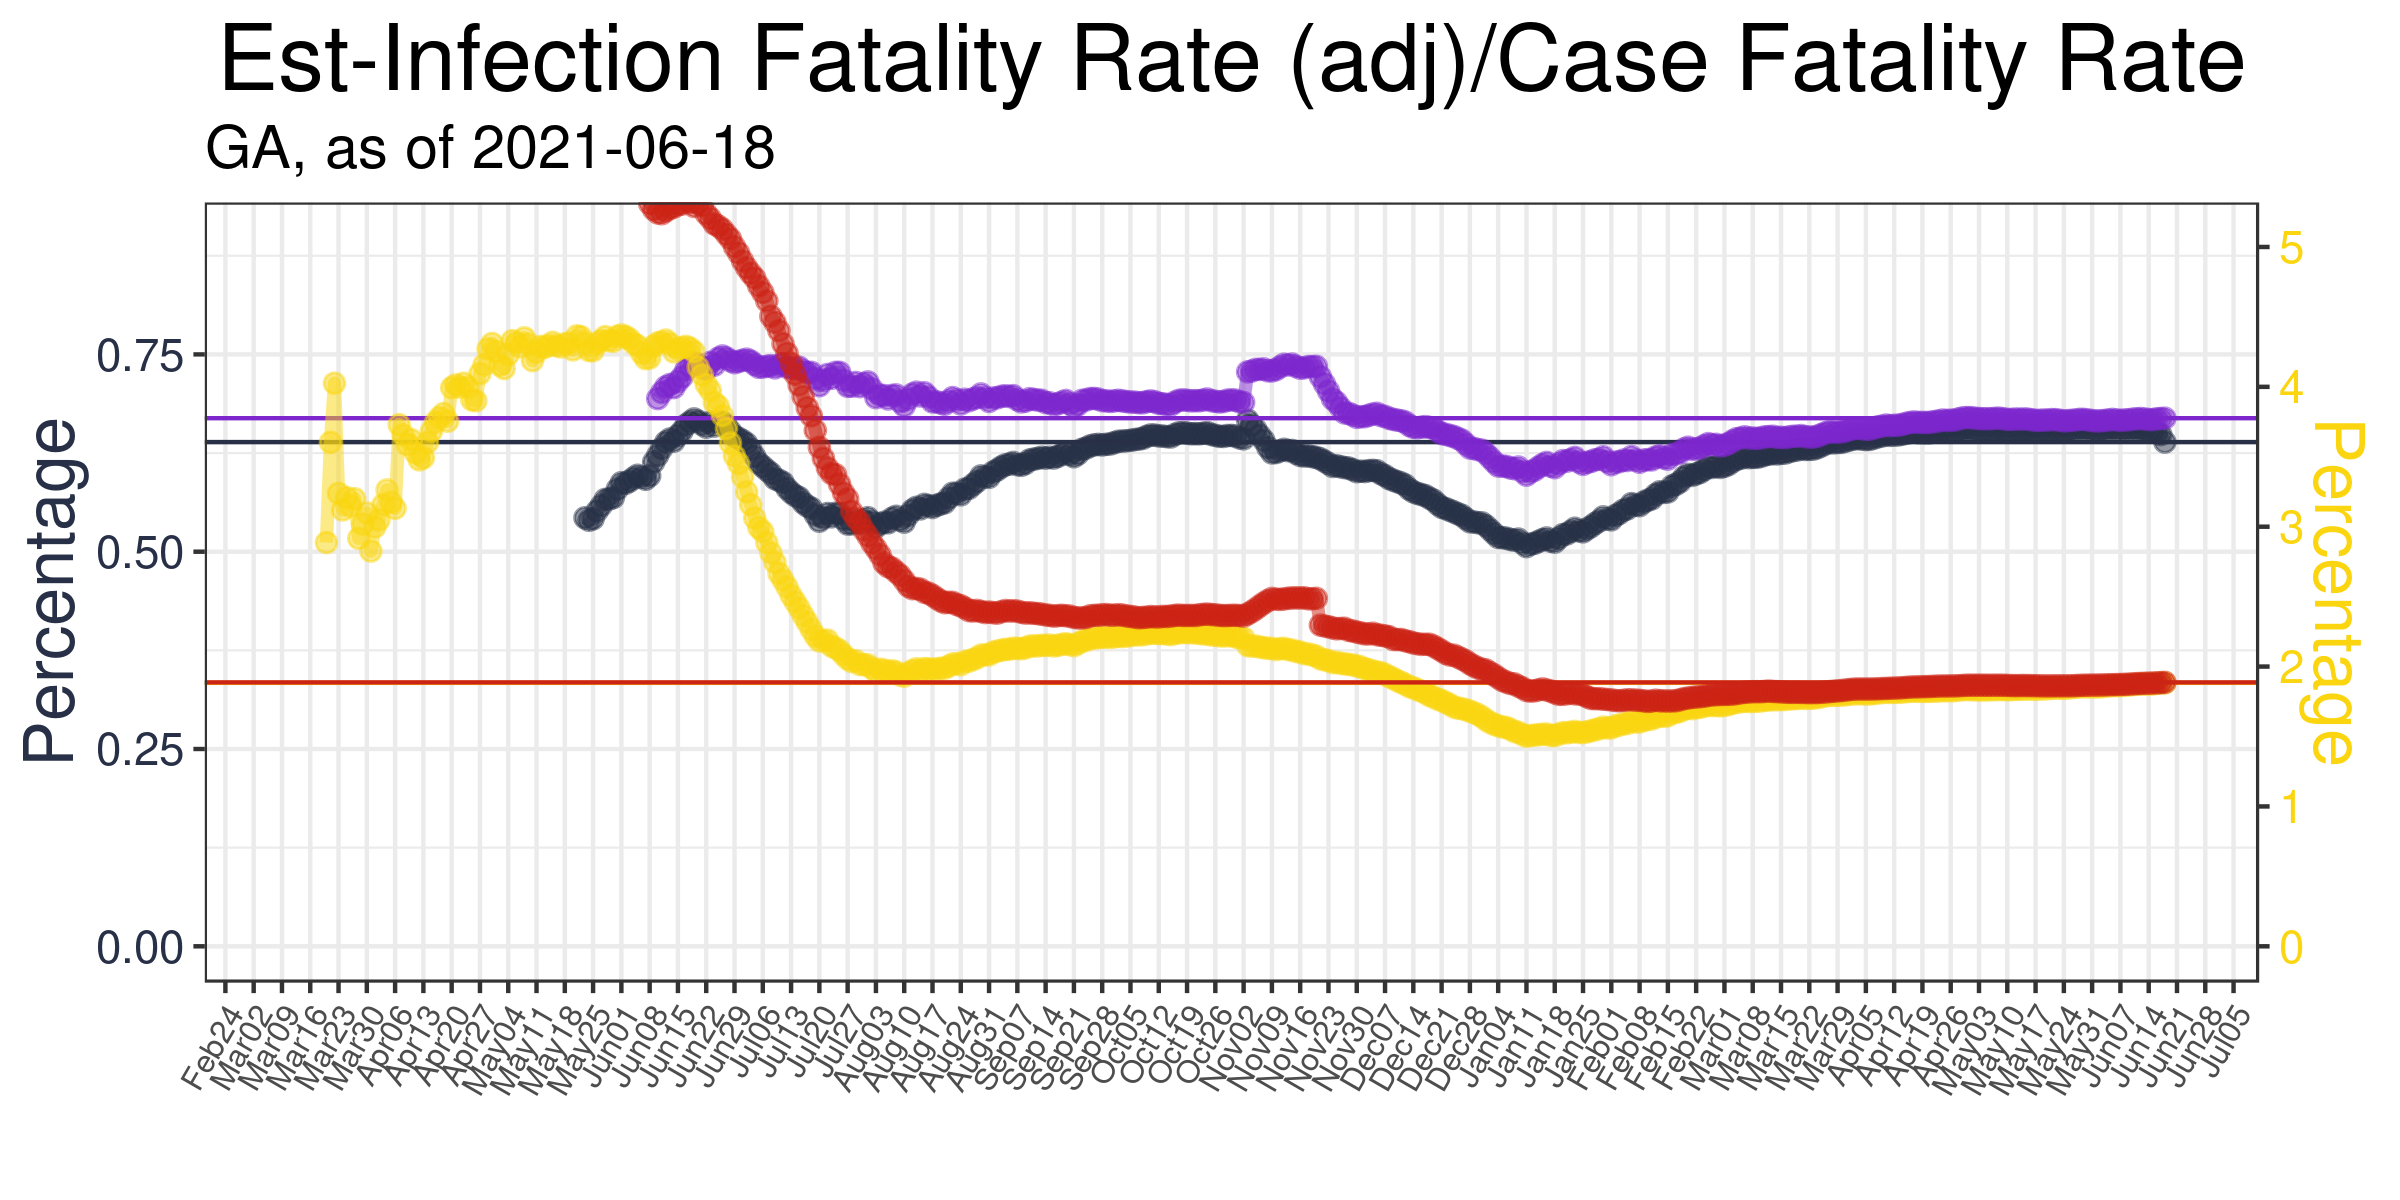 Est-Infection Fatality Rate (adj)/Case Fatality Rate
GA, as of 2021-06-18
Percentage
0.75
0.50
0.25
0.00
5
4
3
2
1
0
Percentage
Feb24
Mar02
Mar09
Mar16
Mar23
Mar30
Apr06
Apr13
Apr20
Apr27
May04
May11
May18
May25
Jun01
Jun08
Jun15
Jun22
Jun29
Jul06
Jul13
Jul20
Jul27
Aug03
Aug10
Aug17
Aug24
Aug31
Sep07
Sep14
Sep21
Sep28
Oct05
Oct12
Oct19
Oct26
Nov02
Nov09
Nov16
Nov23
Nov30
Dec07
Dec14
Dec21
Dec28
Jan04
Jan11
Jan18
Jan25
Feb01
Feb08
Feb15
Feb22
Mar01
Mar08
Mar15
Mar22
Mar29
Apr05
Apr12
Apr19
Apr26
May03
May10
May17
May24
May31
Jun07
Jun14
Jun21
Jun28
Jul05